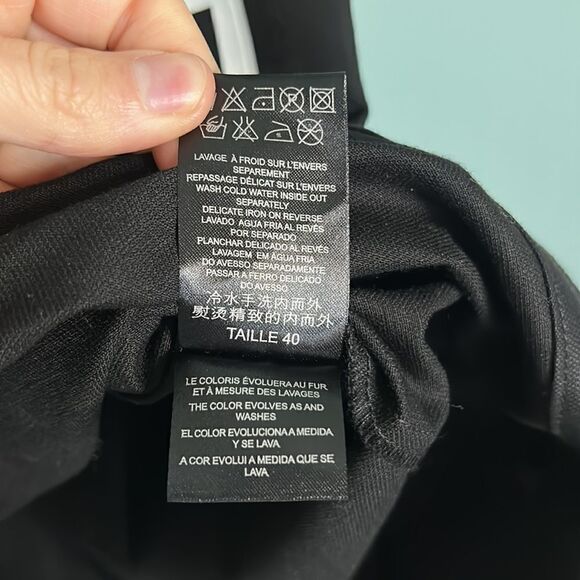 LAVAGE À FROID SUR L'ENVERS
SEPAREMENT
REPASSAGE DÉLICAT SUR L'ENVERS
WASH COLD WATER INSIDE OUT
SEPARATELY
DELICATE IRON ON REVERSE
LAVADO AGUA FRIA AL REVÉS
POR SEPARADO
PLANCHAR DELICADO AL REVÉS
LAVAGEM EM ÀGUA FRIA
DO AVESSO SEPARADAMENTE
PASSAR A FERRO DELICADO
DO AVESSO
冷水手洗内而外
熨烫精致的内而外
TAILLE 40
LE COLORIS ÉVOLUERA AU FUR
ET À MESURE DES LAVAGES
THE COLOR EVOLVES AS AND
WASHES
EL COLOR EVOLUCIONA A MEDIDA
Y SE LAVA
A COR EVOLUI A MEDIDA QUE SE
LAVA